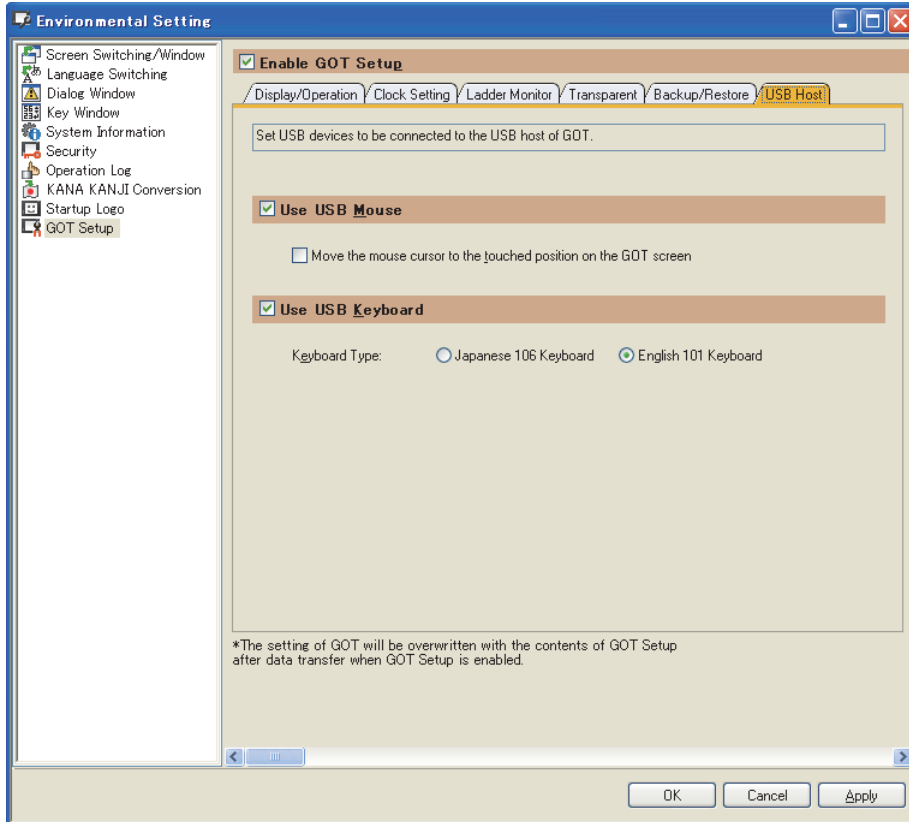 Environmental Setting
Screen Switching/Window
Language Switching
Dialog Window
Key Window
System Information
Security
Operation Log
KANA KANJI Conversion
Startup Logo
GOT Setup
Enable GOT Setup
Display/Operation Clock Setting Ladder Monitor Transparent Backup/Restore USB Host
Set USB devices to be connected to the USB host of GOT.
Use USB Mouse
Move the mouse cursor to the touched position on the GOT screen
Use USB Keyboard
Keyboard Type: Japanese 106 Keyboard English 101 Keyboard
*The setting of GOT will be overwritten with the contents of GOT Setup
after data transfer when GOT Setup is enabled.
OK Cancel Apply